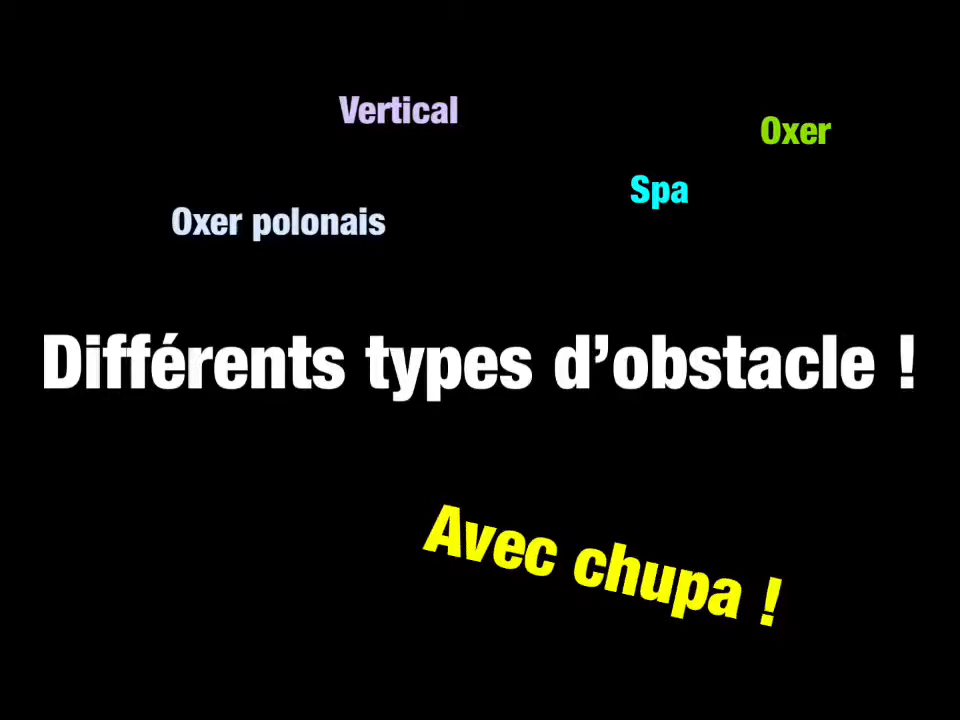 Vertical
Oxer
Spa
Oxer polonais
Différents types d’obstacle !
Avec chupa !